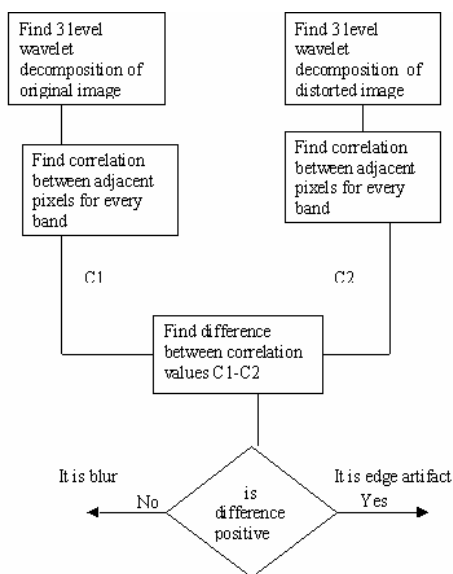 Find 3 level
wavelet
decomposition of
original image
Find 3 level
wavelet
decomposition of
distorted image
Find correlation
between adjacent
pixels for every
band
Find correlation
between adjacent
pixels for every
band
C1
C2
Find difference
between correlation
values C1-C2
It is blur
It is edge artifact
No
is
difference
positive
Yes